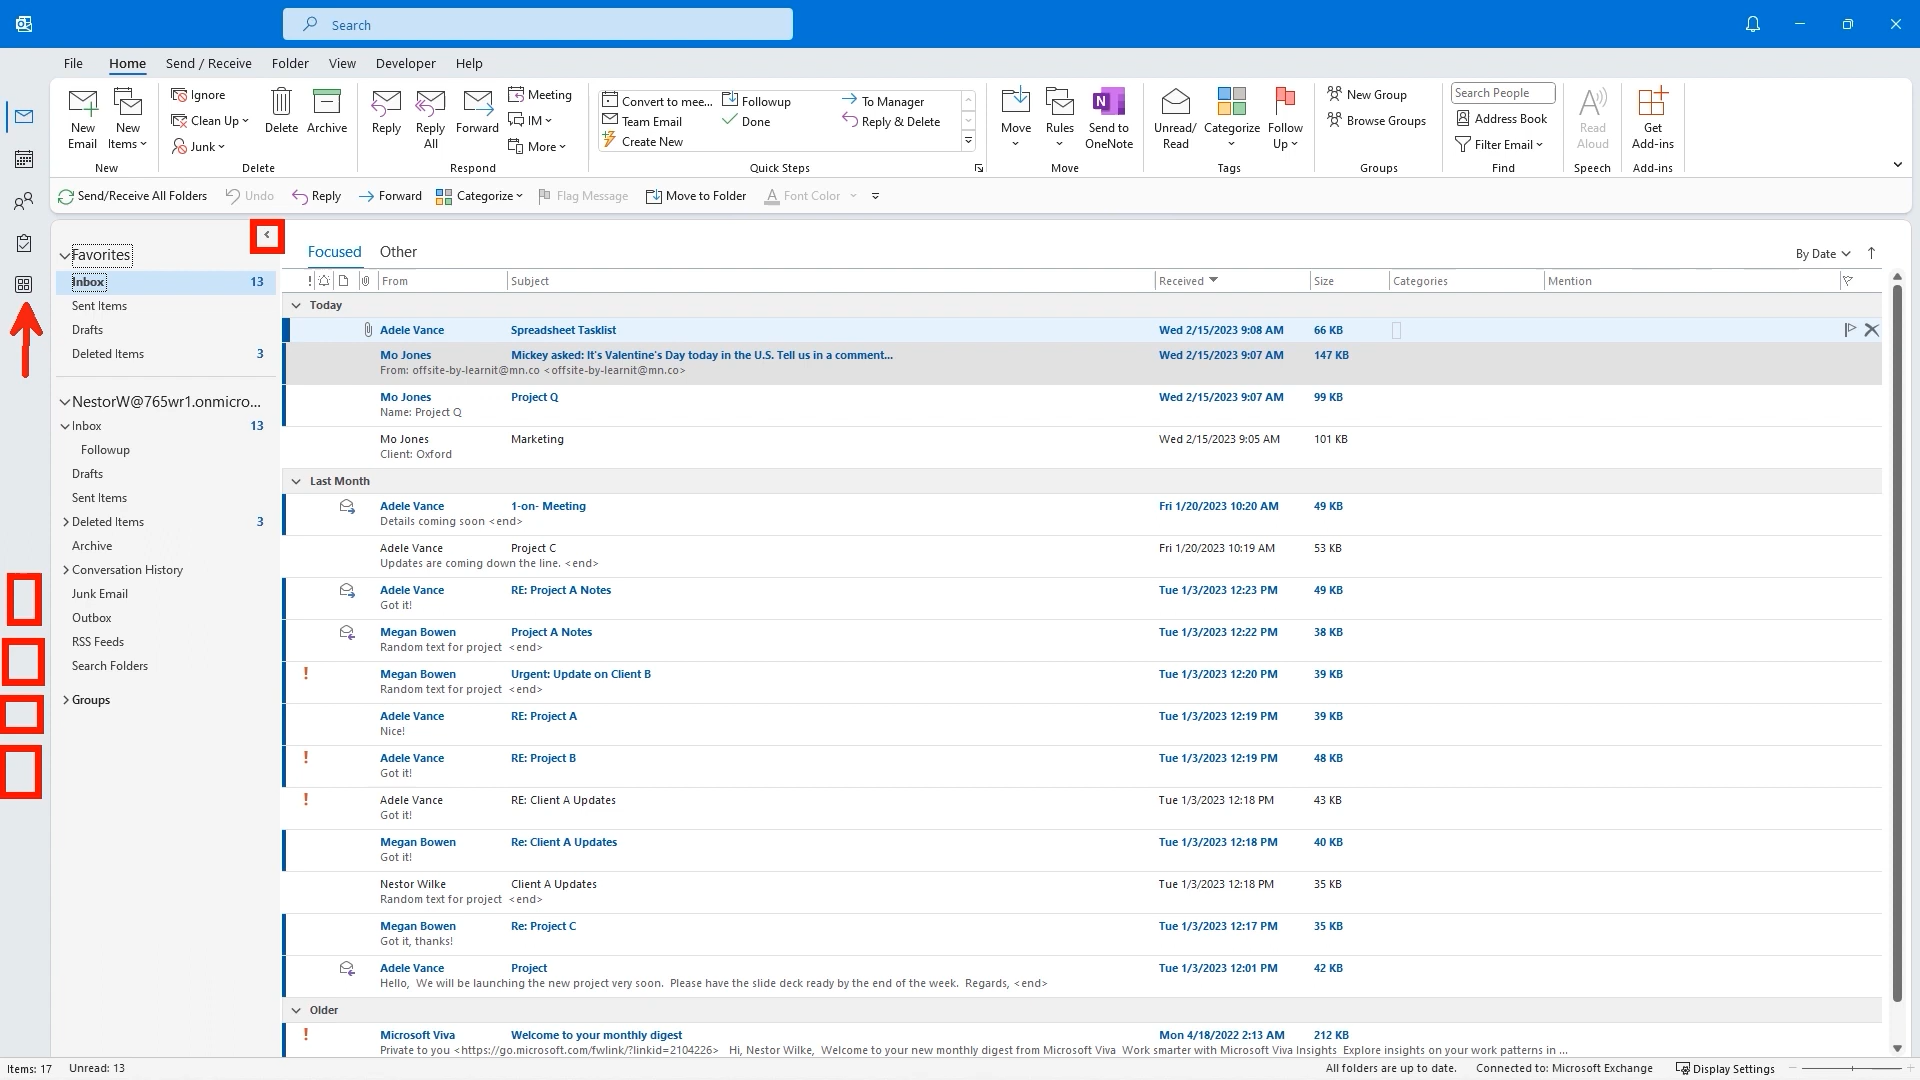 Search
File Home Send / Receive Folder View Developer Help
New Email
New Items
New
Ignore
Clean Up
Junk
Delete
Archive
Delete
Reply
Reply All
Forward
Meeting
IM
More
Respond
Convert to mee...
Team Email
Create New
Followup
Done
To Manager
Reply & Delete
Quick Steps
Move
Rules
Send to OneNote
N
Move
Unread/ Read
Categorize
Follow Up
Tags
New Group
Browse Groups
Groups
Search People
Address Book
Filter Email
Find
Read Aloud
Speech
Get Add-ins
Add-ins
Send/Receive All Folders Undo Reply Forward Categorize Flag Message Move to Folder Font Color
Favorites
Inbox 13
Sent Items
Drafts
Deleted Items 3
NestorW@765wr1.onmicro...
Inbox 13
Followup
Drafts
Sent Items
Deleted Items 3
Archive
Conversation History
Junk Email
Outbox
RSS Feeds
Search Folders
Groups
Focused Other By Date
! From Subject Received Size Categories Mention
Today
Adele Vance Spreadsheet Tasklist Wed 2/15/2023 9:08 AM 66 KB
Mo Jones Mickey asked: It's Valentine's Day today in the U.S. Tell us in a comment... Wed 2/15/2023 9:07 AM 147 KB
From: offsite-by-learnit@mn.co <offsite-by-learnit@mn.co>
Mo Jones Project Q Wed 2/15/2023 9:07 AM 99 KB
Name: Project Q
Mo Jones Marketing Wed 2/15/2023 9:05 AM 101 KB
Client: Oxford
Last Month
Adele Vance 1-on- Meeting Fri 1/20/2023 10:20 AM 49 KB
Details coming soon <end>
Adele Vance Project C Fri 1/20/2023 10:19 AM 53 KB
Updates are coming down the line. <end>
Adele Vance RE: Project A Notes Tue 1/3/2023 12:23 PM 49 KB
Got it!
Megan Bowen Project A Notes Tue 1/3/2023 12:22 PM 38 KB
Random text for project <end>
! Megan Bowen Urgent: Update on Client B Tue 1/3/2023 12:20 PM 39 KB
Random text for project <end>
Adele Vance RE: Project A Tue 1/3/2023 12:19 PM 39 KB
Nice!
! Adele Vance RE: Project B Tue 1/3/2023 12:19 PM 48 KB
Got it!
! Adele Vance RE: Client A Updates Tue 1/3/2023 12:18 PM 43 KB
Got it!
Megan Bowen Re: Client A Updates Tue 1/3/2023 12:18 PM 40 KB
Got it!
Nestor Wilke Client A Updates Tue 1/3/2023 12:18 PM 35 KB
Random text for project <end>
Megan Bowen Re: Project C Tue 1/3/2023 12:17 PM 35 KB
Got it, thanks!
Adele Vance Project Tue 1/3/2023 12:01 PM 42 KB
Hello, We will be launching the new project very soon. Please have the slide deck ready by the end of the week. Regards, <end>
Older
! Microsoft Viva Welcome to your monthly digest Mon 4/18/2022 2:13 AM 212 KB
Private to you <https://go.microsoft.com/fwlink/?linkid=2104226> Hi, Nestor Wilke, Welcome to your new monthly digest from Microsoft Viva Work smarter with Microsoft Viva Insights Explore insights on your work patterns in ...
Items: 17 Unread: 13 All folders are up to date. Connected to: Microsoft Exchange Display Settings